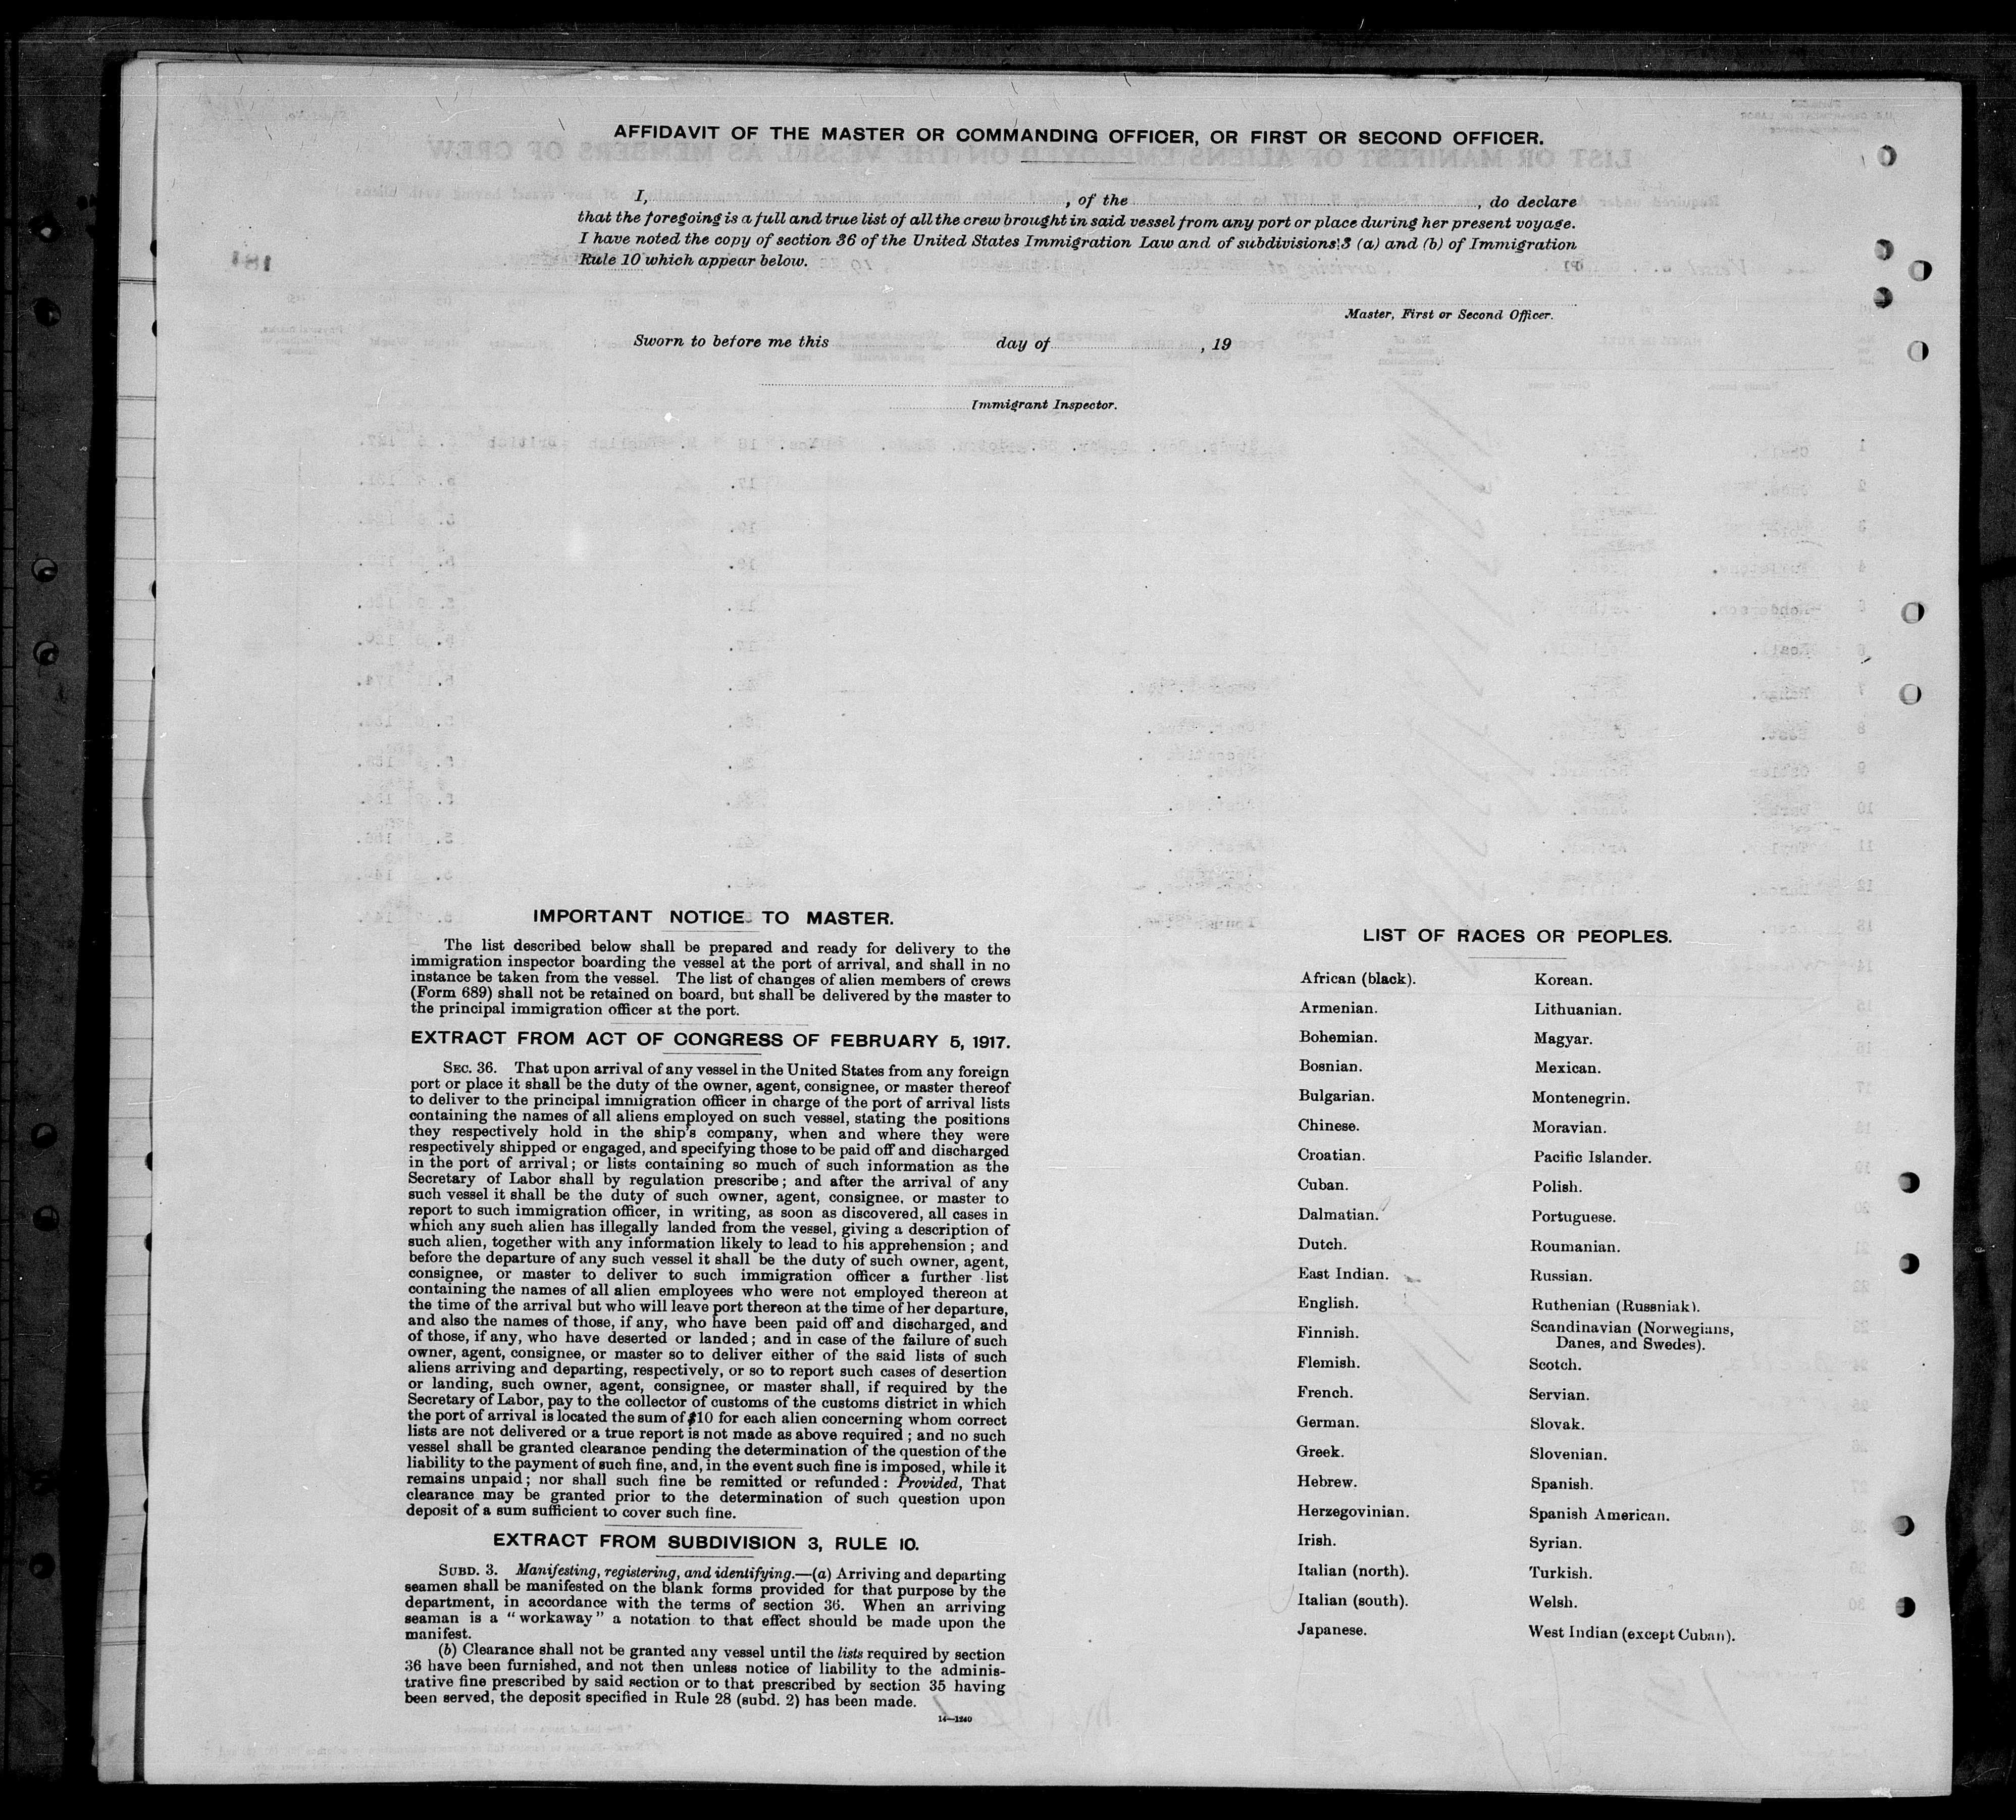 AFFIDAVIT OF THE MASTER OR COMMANDING OFFICER, OR FIRST OR SECOND OFFICER.
I, , of the , do declare
that the foregoing is a full and true list of all the crew brought in said vessel from any port or place during her present voyage.
I have noted the copy of section 36 of the United States Immigration Law and of subdivisions 3 (a) and (b) of Immigration
Rule 10 which appear below.
Master, First or Second Officer.
Sworn to before me this day of , 19
Immigrant Inspector.
IMPORTANT NOTICE TO MASTER.
The list described below shall be prepared and ready for delivery to the
immigration inspector boarding the vessel at the port of arrival, and shall in no
instance be taken from the vessel. The list of changes of alien members of crews
(Form 689) shall not be retained on board, but shall be delivered by the master to
the principal immigration officer at the port.
EXTRACT FROM ACT OF CONGRESS OF FEBRUARY 5, 1917.
SEC. 36. That upon arrival of any vessel in the United States from any foreign
port or place it shall be the duty of the owner, agent, consignee, or master thereof
to deliver to the principal immigration officer in charge of the port of arrival lists
containing the names of all aliens employed on such vessel, stating the positions
they respectively hold in the ship's company, when and where they were
respectively shipped or engaged, and specifying those to be paid off and discharged
in the port of arrival; or lists containing so much of such information as the
Secretary of Labor shall by regulation prescribe; and after the arrival of any
such vessel it shall be the duty of such owner, agent, consignee, or master to
report to such immigration officer, in writing, as soon as discovered, all cases in
which any such alien has illegally landed from the vessel, giving a description of
such alien, together with any information likely to lead to his apprehension; and
before the departure of any such vessel it shall be the duty of such owner, agent,
consignee, or master to deliver to such immigration officer a further list
containing the names of all alien employees who were not employed thereon at
the time of the arrival but who will leave port thereon at the time of her departure,
and also the names of those, if any, who have been paid off and discharged, and
of those, if any, who have deserted or landed; and in case of the failure of such
owner, agent, consignee, or master so to deliver either of the said lists of such
aliens arriving and departing, respectively, or so to report such cases of desertion
or landing, such owner, agent, consignee, or master shall, if required by the
Secretary of Labor, pay to the collector of customs of the customs district in which
the port of arrival is located the sum of $10 for each alien concerning whom correct
lists are not delivered or a true report is not made as above required; and no such
vessel shall be granted clearance pending the determination of the question of the
liability to the payment of such fine, and, in the event such fine is imposed, while it
remains unpaid; nor shall such fine be remitted or refunded: Provided, That
clearance may be granted prior to the determination of such question upon
deposit of a sum sufficient to cover such fine.
EXTRACT FROM SUBDIVISION 3, RULE 10.
SUBD. 3. Manifesting, registering, and identifying.—(a) Arriving and departing
seamen shall be manifested on the blank forms provided for that purpose by the
department, in accordance with the terms of section 36. When an arriving
seaman is a "workaway" a notation to that effect should be made upon the
manifest.
(b) Clearance shall not be granted any vessel until the lists required by section
36 have been furnished, and not then unless notice of liability to the adminis-
trative fine prescribed by said section or to that prescribed by section 35 having
been served, the deposit specified in Rule 28 (subd. 2) has been made.
14—1240
LIST OF RACES OR PEOPLES.
African (black).
Armenian.
Bohemian.
Bosnian.
Bulgarian.
Chinese.
Croatian.
Cuban.
Dalmatian.
Dutch.
East Indian.
English.
Finnish.
Flemish.
French.
German.
Greek.
Hebrew.
Herzegovinian.
Irish.
Italian (north).
Italian (south).
Japanese.
Korean.
Lithuanian.
Magyar.
Mexican.
Montenegrin.
Moravian.
Pacific Islander.
Polish.
Portuguese.
Roumanian.
Russian.
Ruthenian (Russniak).
Scandinavian (Norwegians,
Danes, and Swedes).
Scotch.
Servian.
Slovak.
Slovenian.
Spanish.
Spanish American.
Syrian.
Turkish.
Welsh.
West Indian (except Cuban).